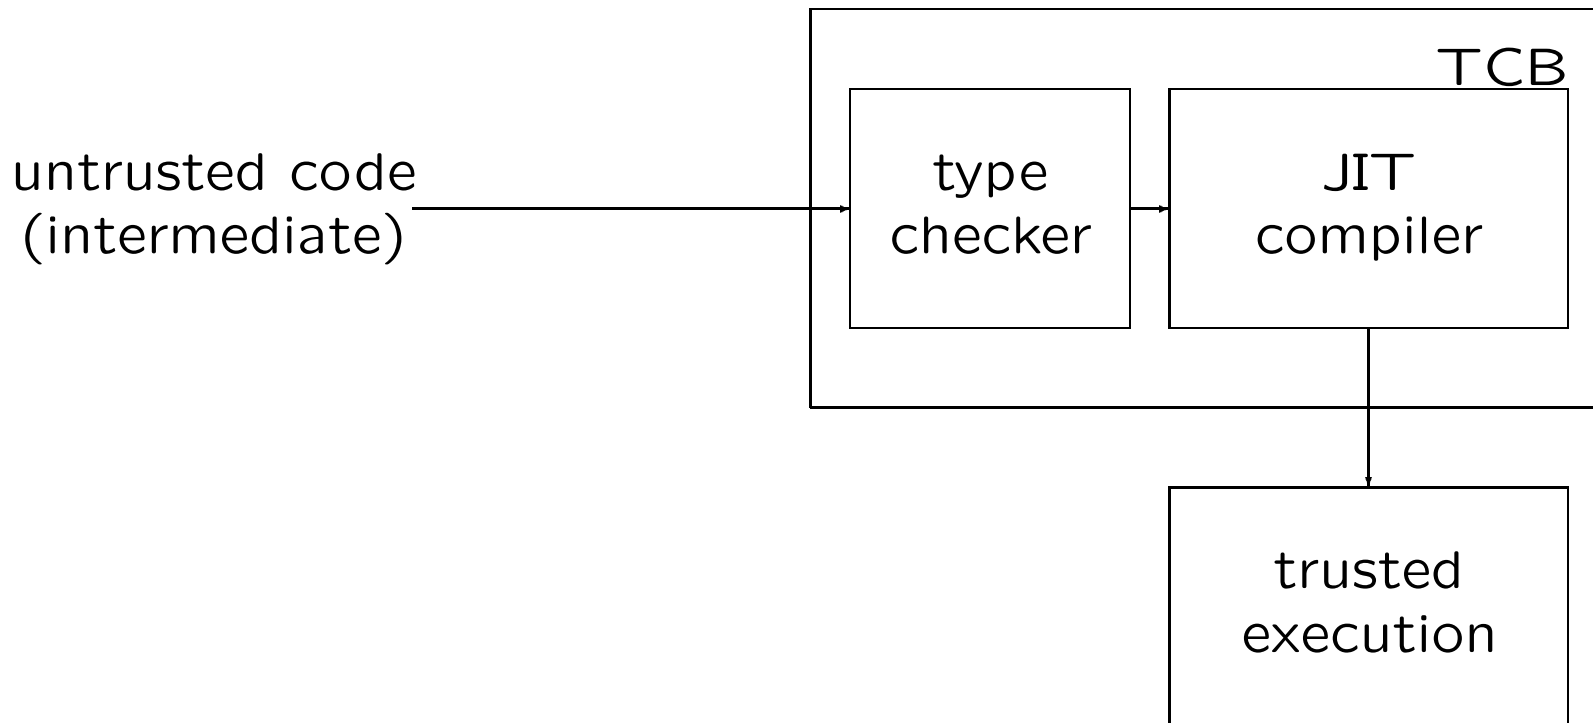 TCB
untrusted code
(intermediate)
type
checker
JIT
compiler
trusted
execution